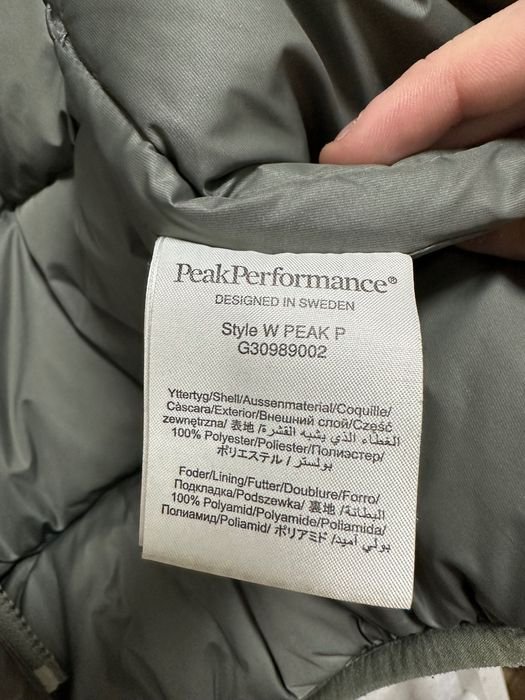 PeakPerformance®
DESIGNED IN SWEDEN
Style W PEAK P
G30989002
Yttertyg/Shell/Aussenmaterial/Coquille/
Càscara/Exterior/Внешний слой/Część
zewnętrzna/ 表地 /الغطاء الذي يشبه القشرة/
100% Polyester/Poliester/Полиэстер/
ポリエステル / بولستر/
Foder/Lining/Futter/Doublure/Forro/
Подкладка/Podszewka/ 裏地 /البطانة/
100% Polyamid/Polyamide/Poliamida/
Полиамид/Poliamid/ ポリアミド /بولي أميد/